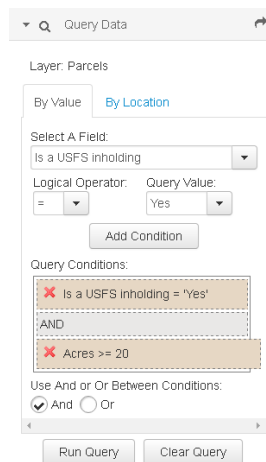 Query Data
Layer: Parcels
By Value By Location
Select A Field:
Is a USFS inholding
Logical Operator: Query Value:
= Yes
Add Condition
Query Conditions:
Is a USFS inholding = 'Yes'
AND
Acres >= 20
Use And or Or Between Conditions:
And Or
Run Query Clear Query